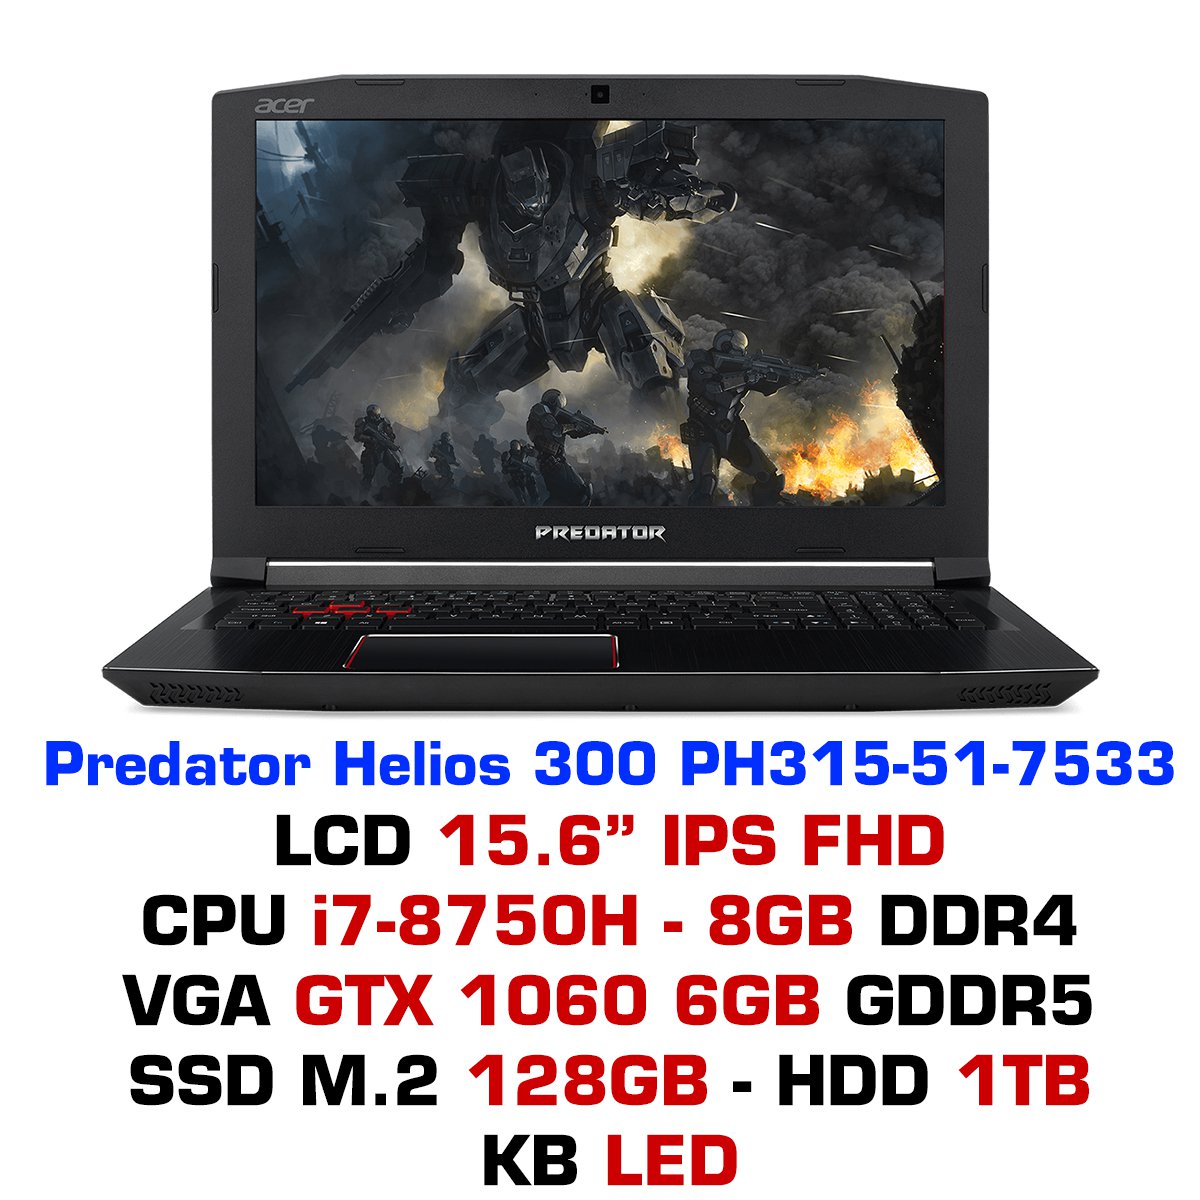 acer
PREDATOR
Predator Helios 300 PH315-51-7533
LCD 15.6” IPS FHD
CPU i7-8750H - 8GB DDR4
VGA GTX 1060 6GB GDDR5
SSD M.2 128GB - HDD 1TB
KB LED